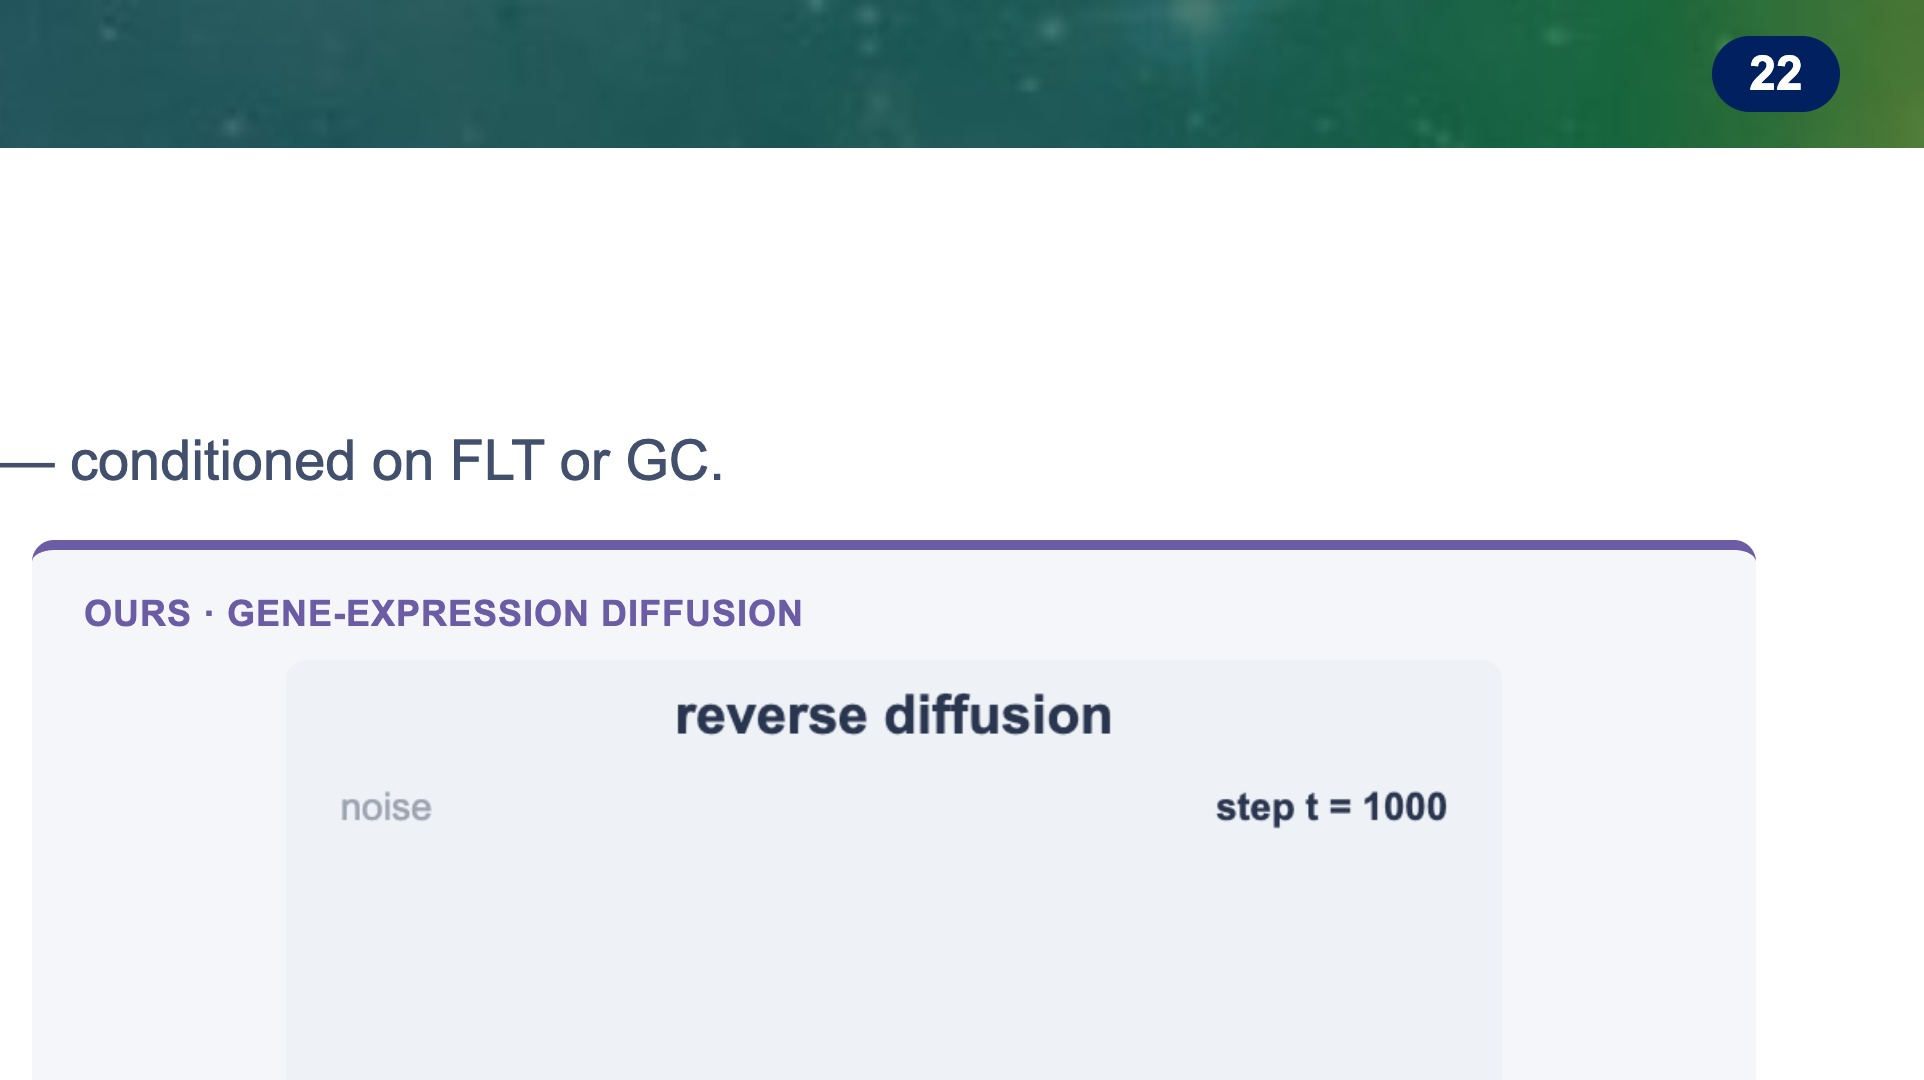 22
— conditioned on FLT or GC.
OURS · GENE-EXPRESSION DIFFUSION
reverse diffusion
noise
step t = 1000